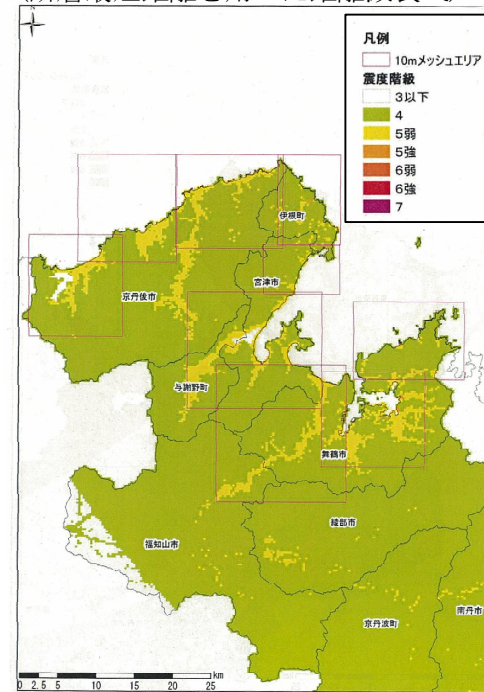 凡例
10mメッシュエリア
震度階級
3以下
4
5弱
5強
6弱
6強
7
伊根町
宮津市
京丹後市
与謝野町
舞鶴市
綾部市
福知山市
京丹波町
南丹市
km
0 2.5 5 10 15 20 25